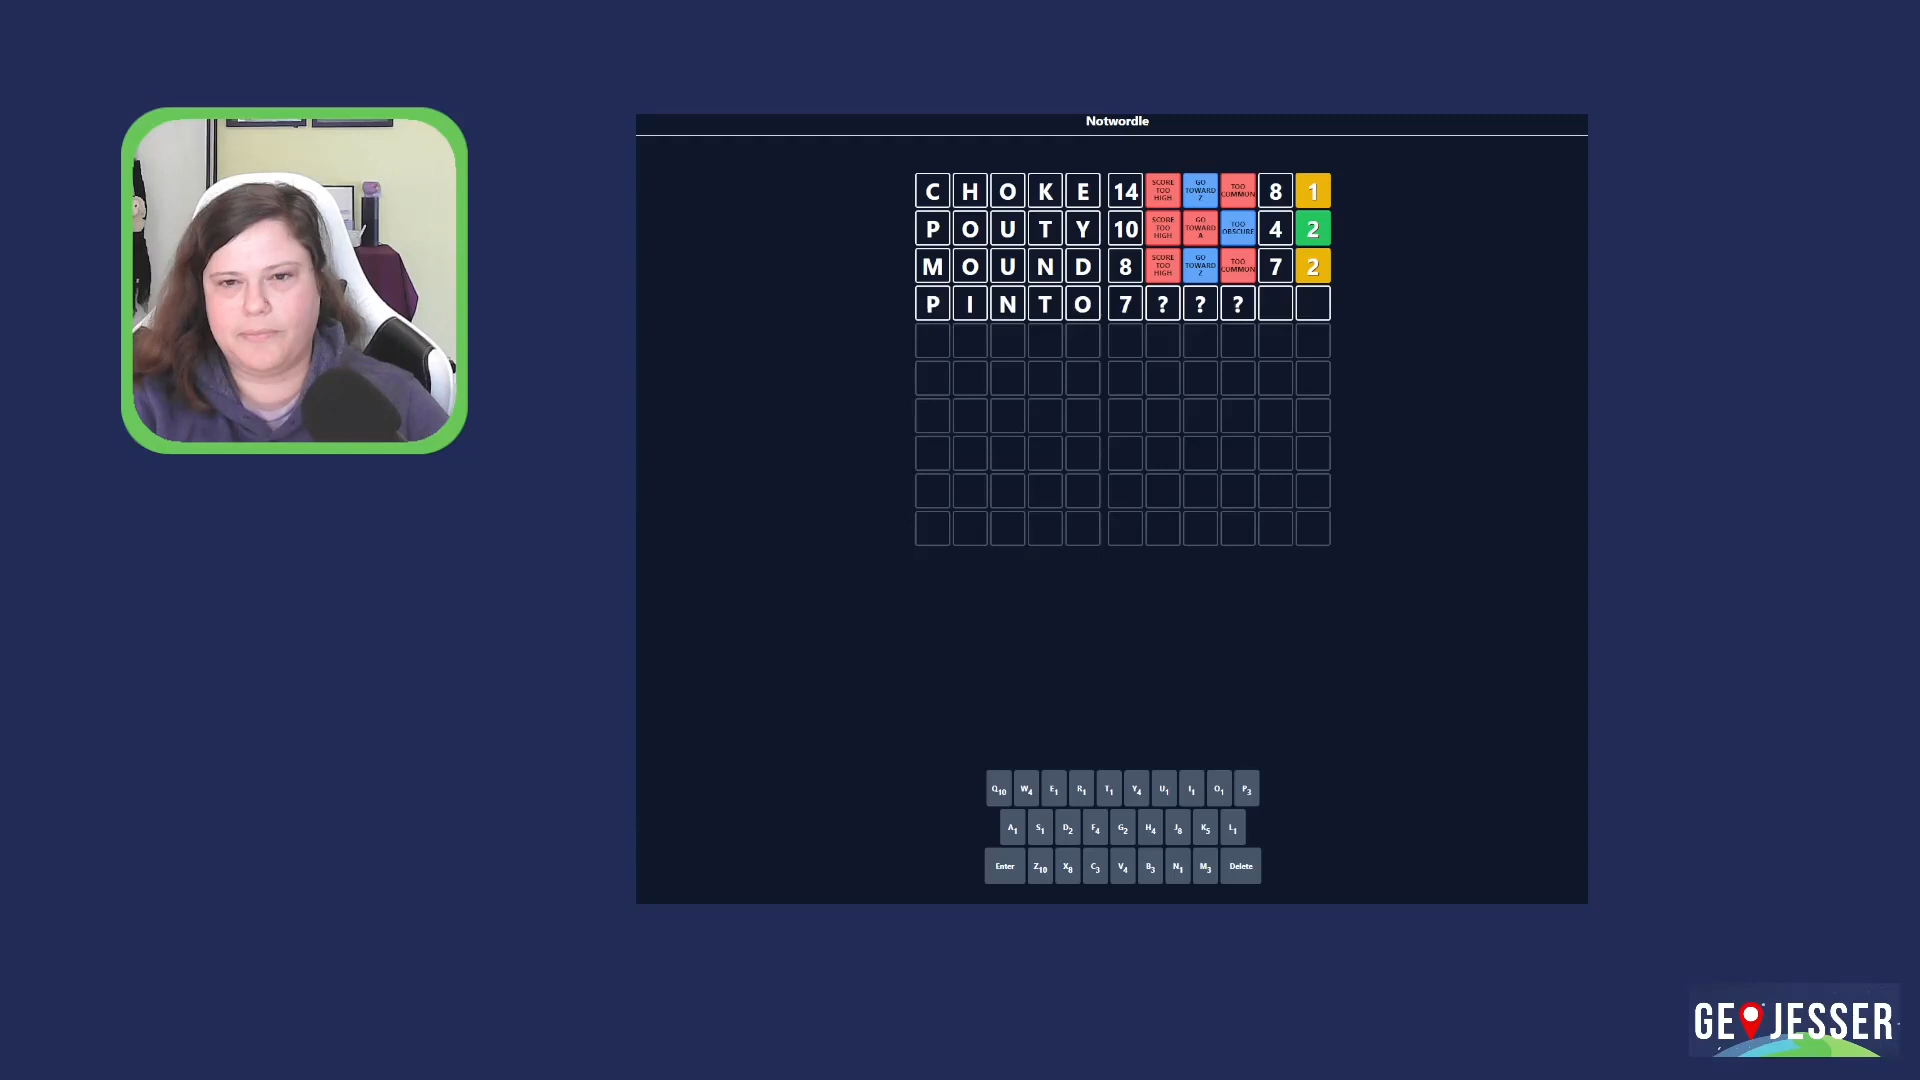 Notwordle
C H O K E 14 SCORE TOO HIGH GO TOWARD Z TOO COMMON 8 1
P O U T Y 10 SCORE TOO HIGH GO TOWARD A TOO OBSCURE 4 2
M O U N D 8 SCORE TOO HIGH GO TOWARD Z TOO COMMON 7 2
P I N T O 7 ? ? ?
Q10 W4 E1 R1 T1 Y4 U1 I1 O1 P3
A1 S1 D2 F4 G2 H4 J8 K5 L1
Enter Z10 X8 C3 V4 B3 N1 M3 Delete
GEOJESSER